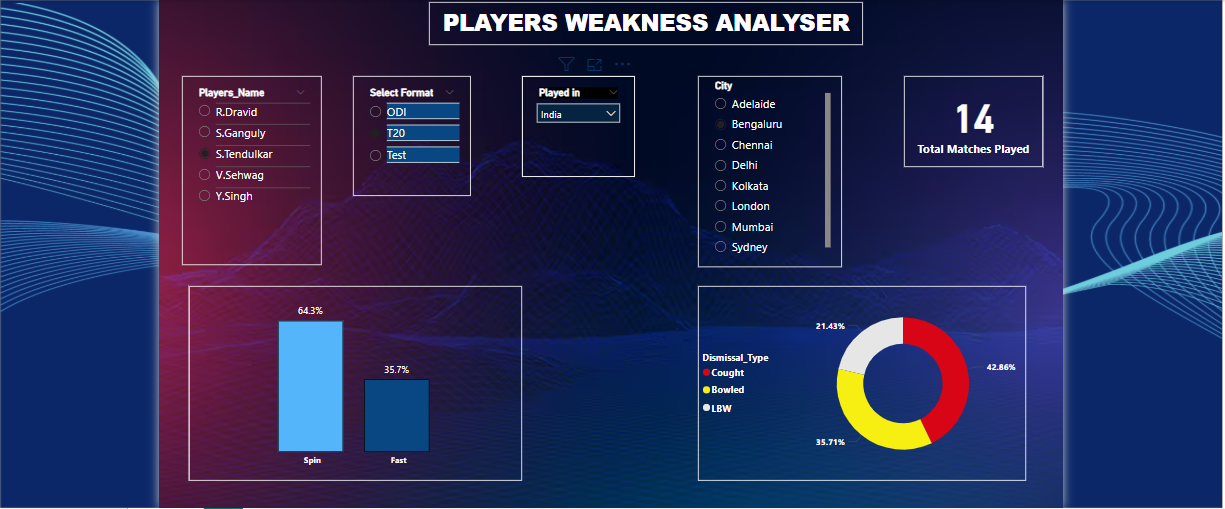 PLAYERS WEAKNESS ANALYSER
Players_Name
R.Dravid
S.Ganguly
S.Tendulkar
V.Sehwag
Y.Singh
Select Format
ODI
T20
Test
Played in
India
City
Adelaide
Bengaluru
Chennai
Delhi
Kolkata
London
Mumbai
Sydney
14
Total Matches Played
64.3%
35.7%
Spin
Fast
Dismissal_Type
Cought
Bowled
LBW
21.43%
42.86%
35.71%